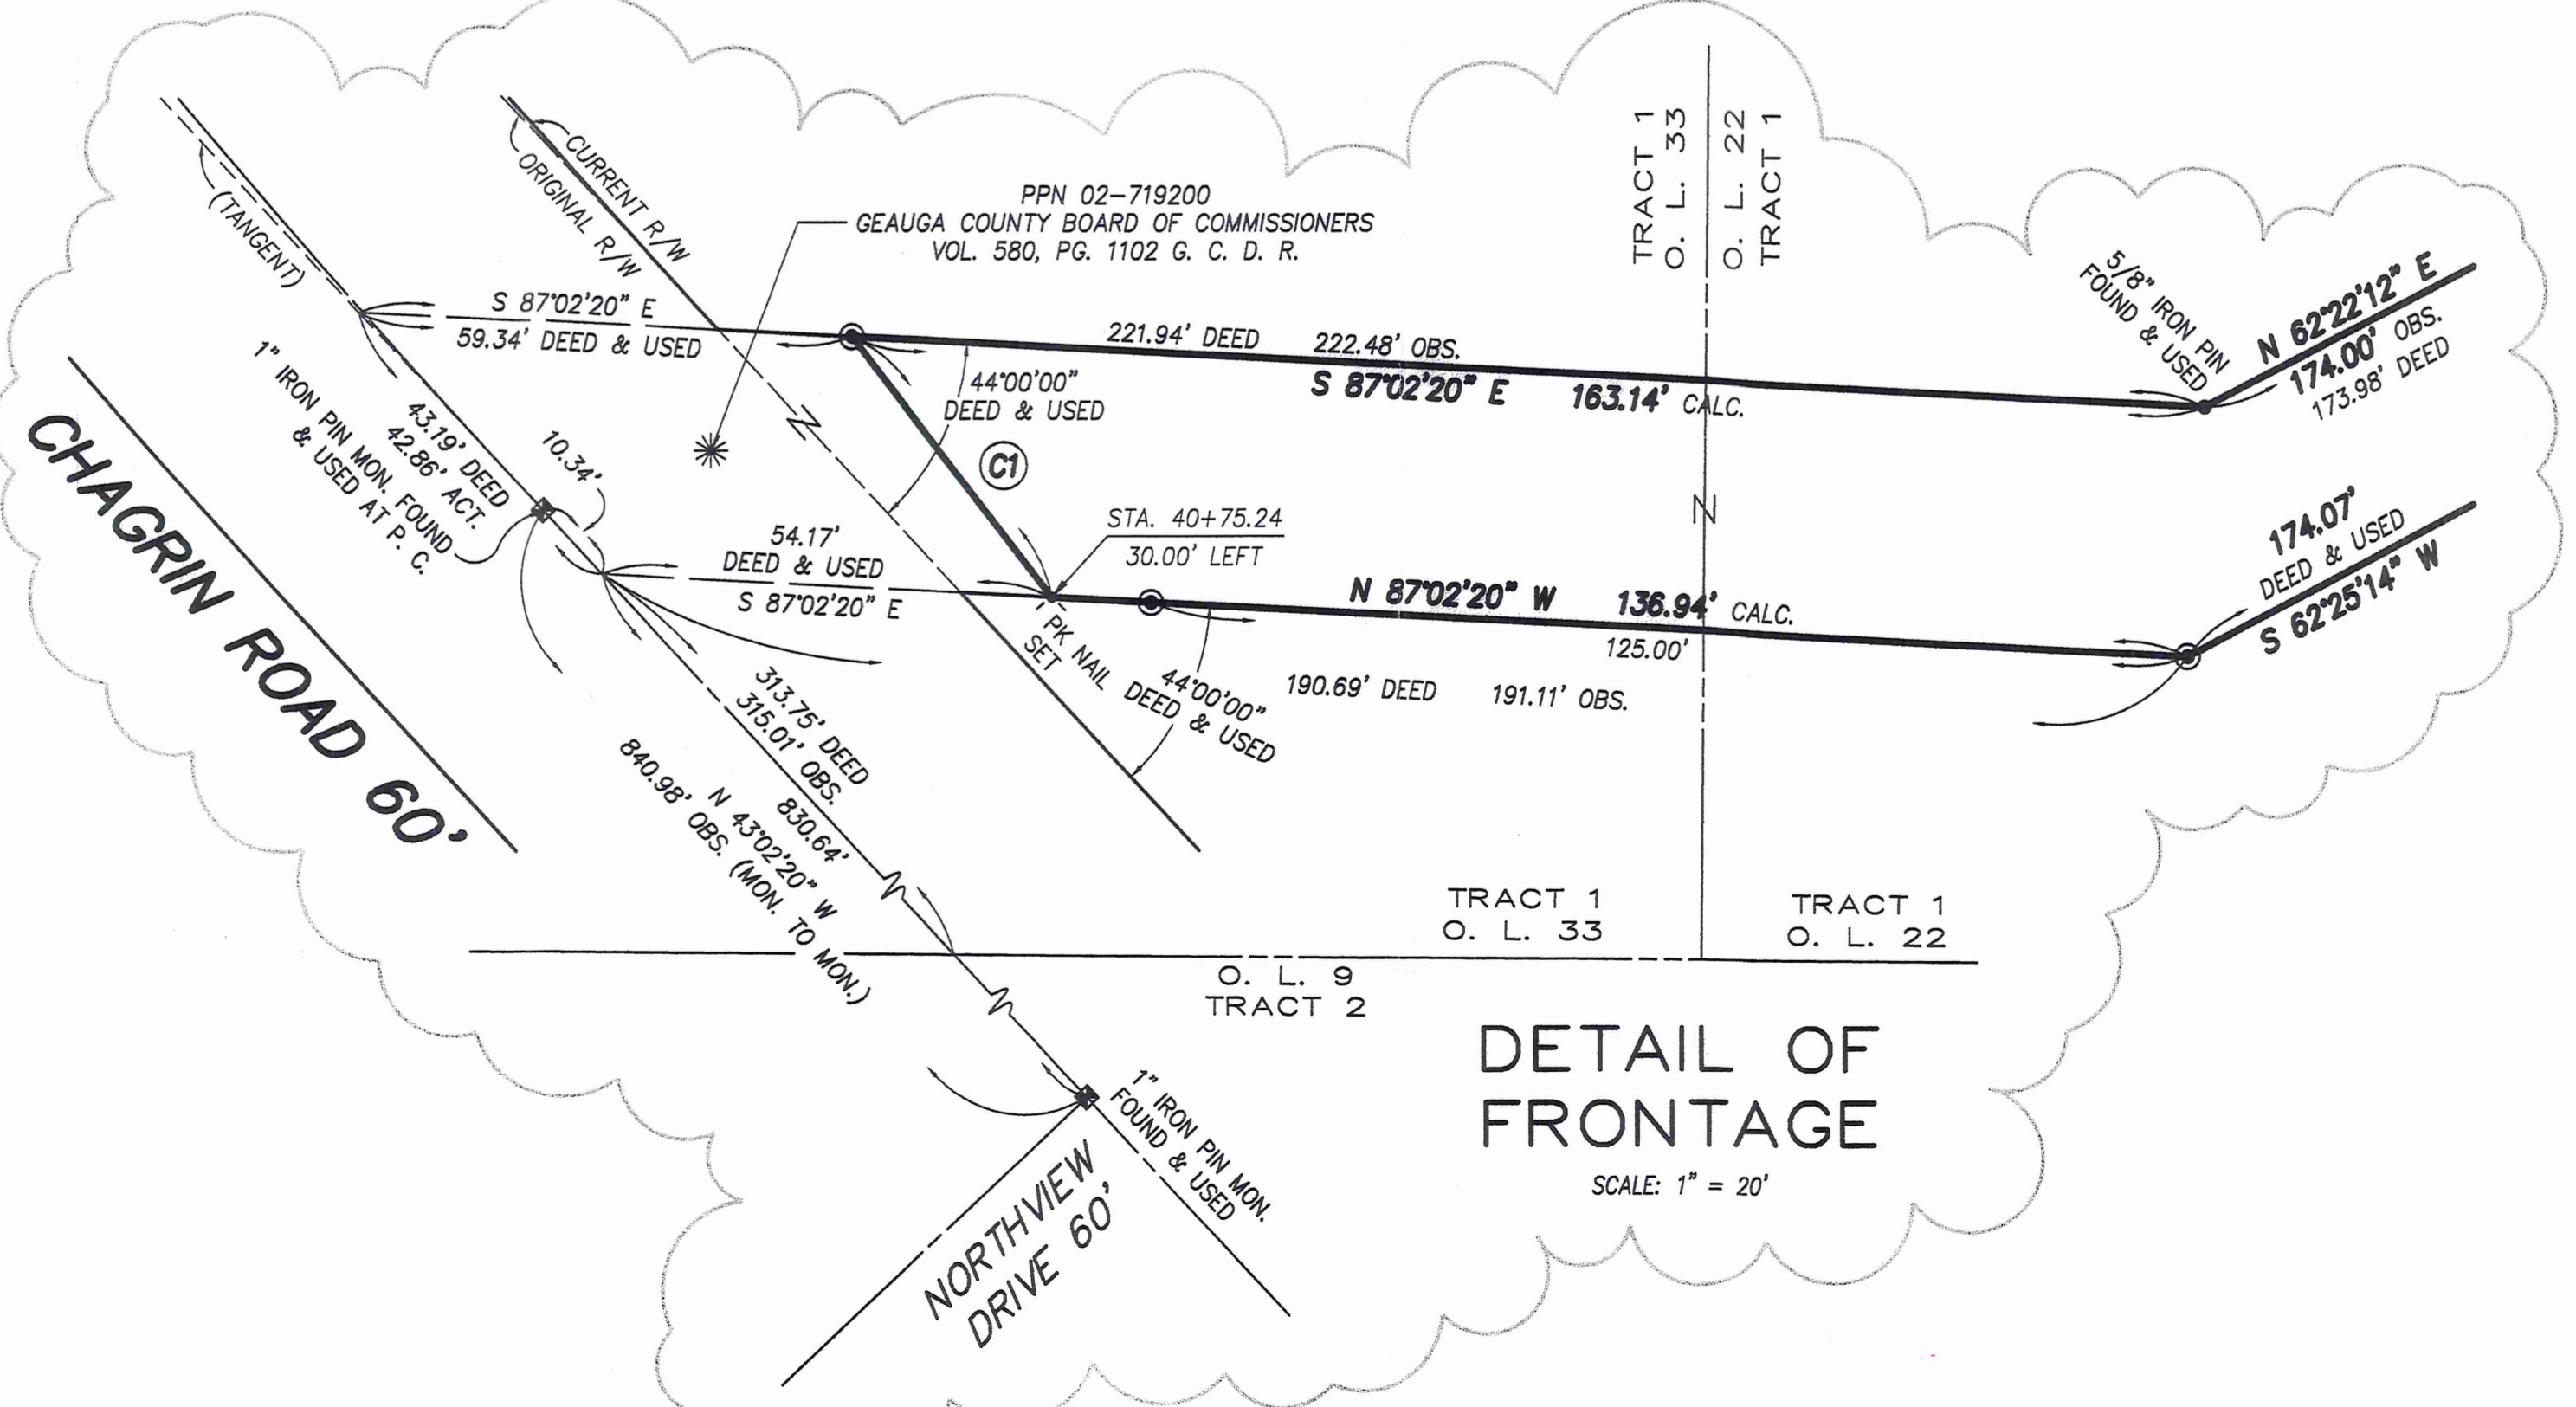 TRACT 1
O. L. 33
O. L. 22
TRACT 1
CURRENT R/W
ORIGINAL R/W
(TANGENT)
PPN 02-719200
GEAUGA COUNTY BOARD OF COMMISSIONERS
VOL. 580, PG. 1102 G. C. D. R.
S 87°02'20" E
59.34' DEED & USED
221.94' DEED 222.48' OBS.
S 87°02'20" E 163.14' CALC.
44°00'00"
DEED & USED
5/8" IRON PIN
FOUND & USED
N 62°22'12" E
174.00' OBS.
173.98' DEED
1" IRON PIN MON. FOUND
& USED AT P. C.
43.19' DEED
42.86' ACT.
10.34'
C1
CHAGRIN ROAD 60'
54.17'
DEED & USED
S 87°02'20" E
STA. 40+75.24
30.00' LEFT
PK NAIL
SET
N 87°02'20" W 136.94' CALC.
125.00'
44°00'00"
DEED & USED
190.69' DEED 191.11' OBS.
174.07'
DEED & USED
S 62°25'14" W
313.75' DEED
315.01' OBS.
830.64'
N 43°02'20" W
840.98' OBS. (MON. TO MON.)
TRACT 1
O. L. 33
TRACT 1
O. L. 22
O. L. 9
TRACT 2
1" IRON PIN MON.
FOUND & USED
NORTHVIEW
DRIVE 60'
DETAIL OF
FRONTAGE
SCALE: 1" = 20'